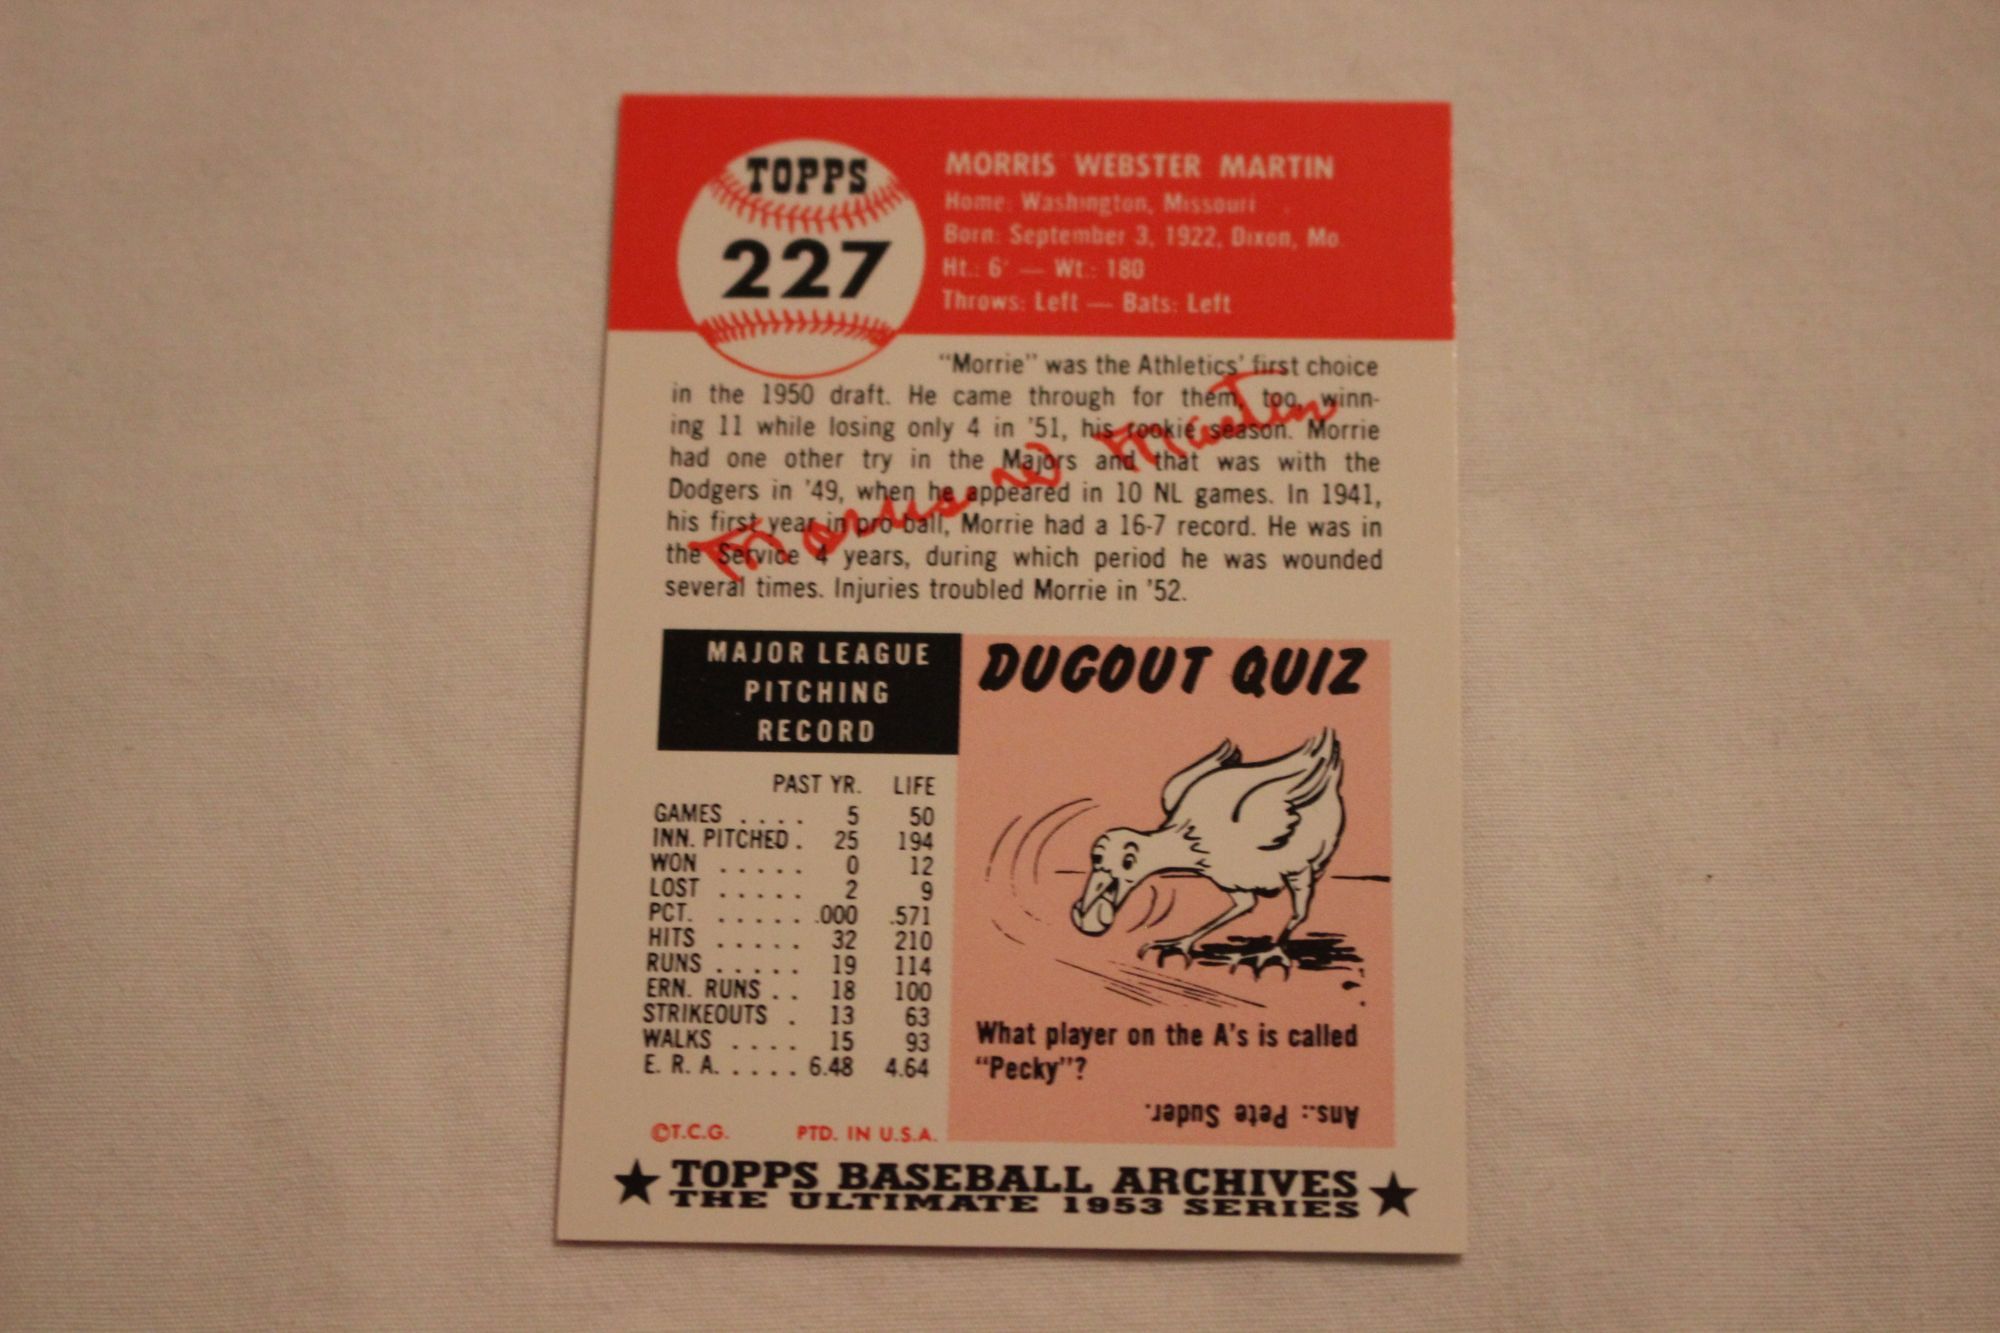 TOPPS
227
MORRIS WEBSTER MARTIN
Home: Washington, Missouri
Born: September 3, 1922, Dixon, Mo.
Ht.: 6' — Wt.: 180
Throws: Left — Bats: Left
"Morrie" was the Athletics' first choice
in the 1950 draft. He came through for them, too, winn-
ing 11 while losing only 4 in '51, his rookie season. Morrie
had one other try in the Majors and that was with the
Dodgers in '49, when he appeared in 10 NL games. In 1941,
his first year in pro ball, Morrie had a 16-7 record. He was in
the Service 4 years, during which period he was wounded
several times. Injuries troubled Morrie in '52.
Morris W Martin
MAJOR LEAGUE
PITCHING
RECORD
PAST YR. LIFE
GAMES . . . . 5 50
INN. PITCHED . 25 194
WON . . . . . 0 12
LOST . . . . . 2 9
PCT. . . . . . .000 .571
HITS . . . . . 32 210
RUNS . . . . . 19 114
ERN. RUNS . . 18 100
STRIKEOUTS . 13 63
WALKS . . . . 15 93
E. R. A. . . . . 6.48 4.64
©T.C.G. PTD. IN U.S.A.
DUGOUT QUIZ
What player on the A's is called
"Pecky"?
Ans.: Pete Suder.
★ TOPPS BASEBALL ARCHIVES ★
THE ULTIMATE 1953 SERIES